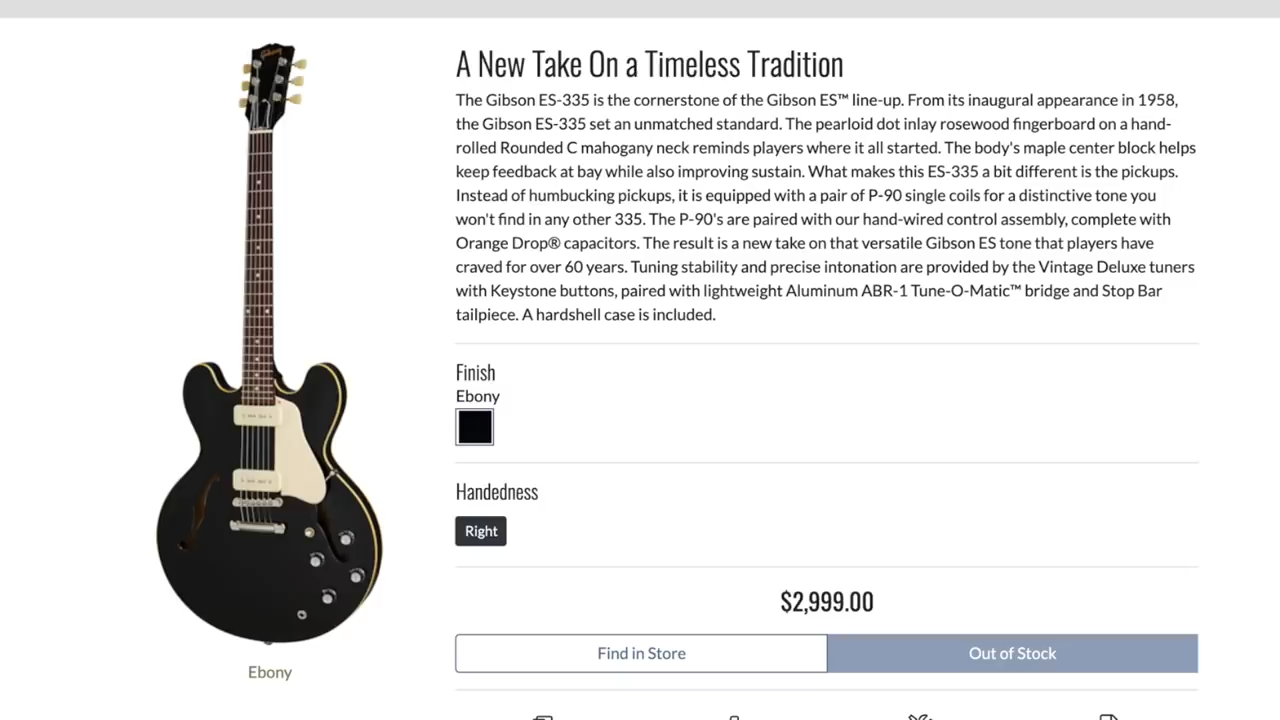 A New Take On a Timeless Tradition
The Gibson ES-335 is the cornerstone of the Gibson ES™ line-up. From its inaugural appearance in 1958,
the Gibson ES-335 set an unmatched standard. The pearloid dot inlay rosewood fingerboard on a hand-
rolled Rounded C mahogany neck reminds players where it all started. The body's maple center block helps
keep feedback at bay while also improving sustain. What makes this ES-335 a bit different is the pickups.
Instead of humbucking pickups, it is equipped with a pair of P-90 single coils for a distinctive tone you
won't find in any other 335. The P-90's are paired with our hand-wired control assembly, complete with
Orange Drop® capacitors. The result is a new take on that versatile Gibson ES tone that players have
craved for over 60 years. Tuning stability and precise intonation are provided by the Vintage Deluxe tuners
with Keystone buttons, paired with lightweight Aluminum ABR-1 Tune-O-Matic™ bridge and Stop Bar
tailpiece. A hardshell case is included.
Finish
Ebony
Handedness
Right
$2,999.00
Find in Store
Out of Stock
Gibson
Ebony